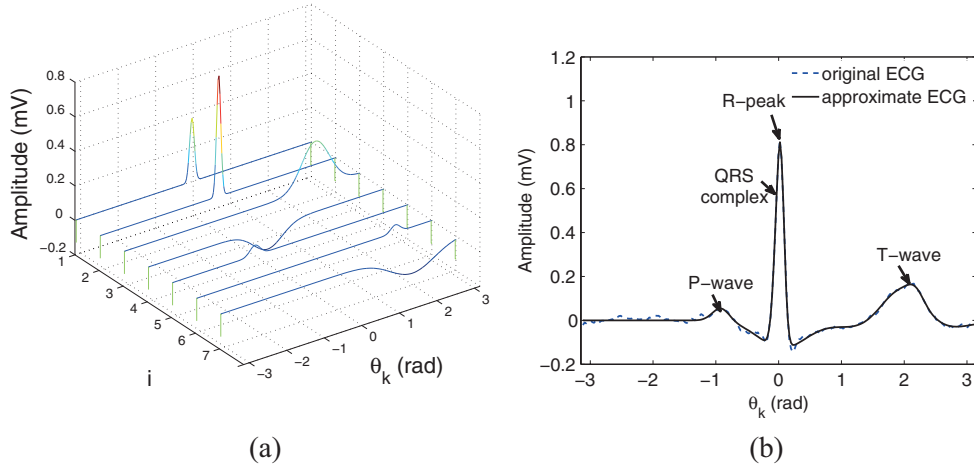 0.8
0.6
0.4
0.2
0
−0.2
Amplitude (mV)
1
2
3
4
5
6
7
i
−3
−2
−1
0
1
2
3
θ_k (rad)
(a)
1.2
1
0.8
0.6
0.4
0.2
0
−0.2
Amplitude (mV)
original ECG
approximate ECG
R−peak
QRS
complex
P−wave
T−wave
−3
−2
−1
0
1
2
3
θ_k (rad)
(b)